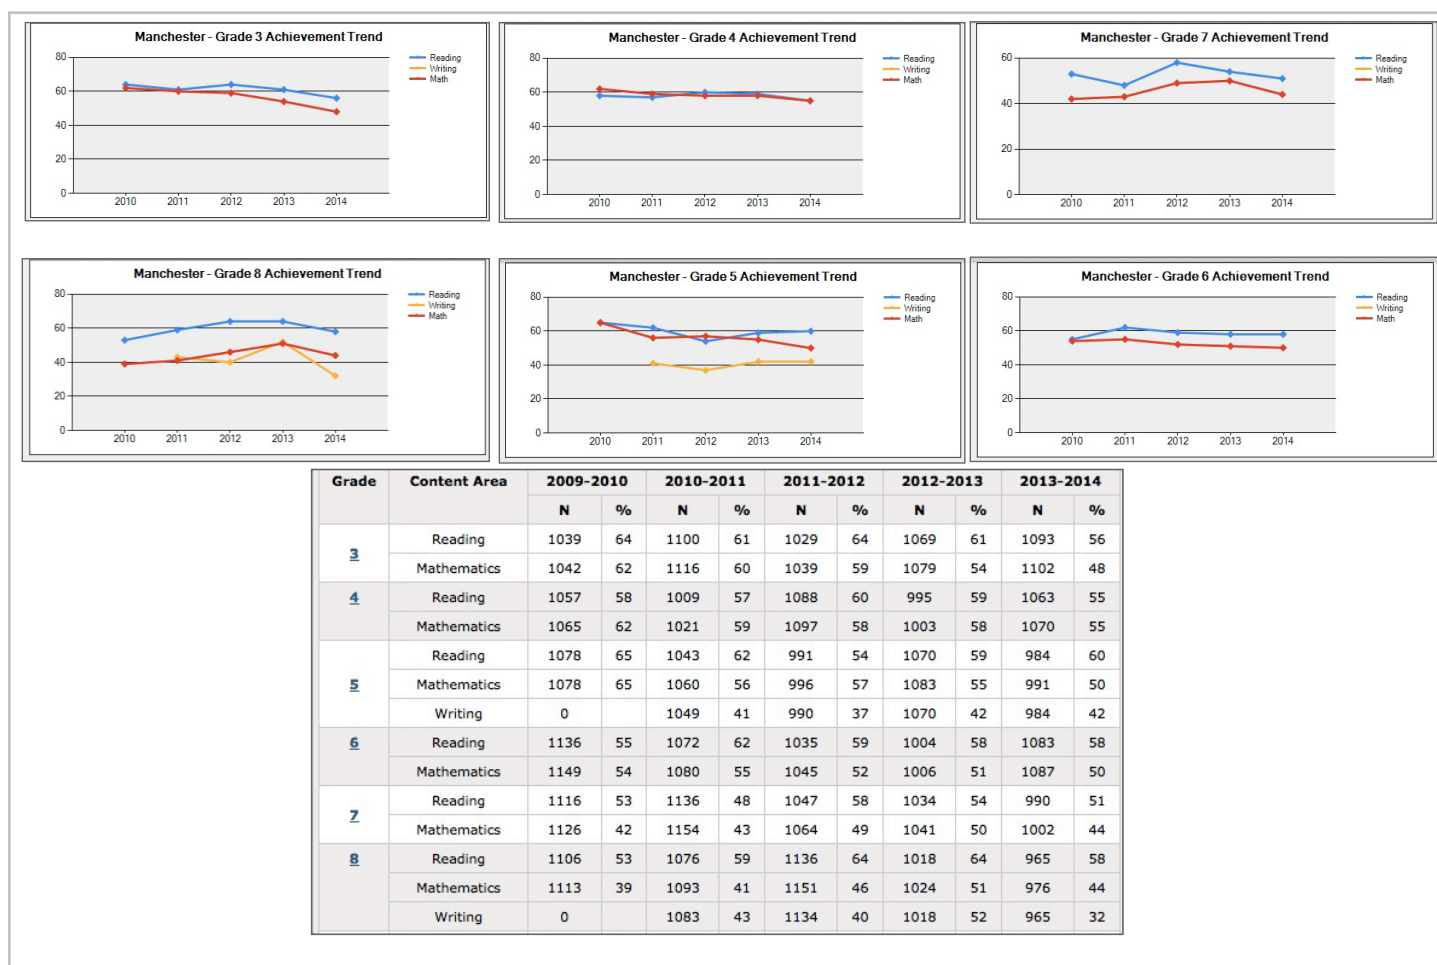 Manchester - Grade 3 Achievement Trend
80
60
40
20
0
2010 2011 2012 2013 2014
Reading
Writing
Math
Manchester - Grade 4 Achievement Trend
80
60
40
20
0
2010 2011 2012 2013 2014
Reading
Writing
Math
Manchester - Grade 7 Achievement Trend
60
40
20
0
2010 2011 2012 2013 2014
Reading
Writing
Math
Manchester - Grade 8 Achievement Trend
80
60
40
20
0
2010 2011 2012 2013 2014
Reading
Writing
Math
Manchester - Grade 5 Achievement Trend
80
60
40
20
0
2010 2011 2012 2013 2014
Reading
Writing
Math
Manchester - Grade 6 Achievement Trend
80
60
40
20
0
2010 2011 2012 2013 2014
Reading
Writing
Math
Grade Content Area 2009-2010 2010-2011 2011-2012 2012-2013 2013-2014
N % N % N % N % N %
3 Reading 1039 64 1100 61 1029 64 1069 61 1093 56
Mathematics 1042 62 1116 60 1039 59 1079 54 1102 48
4 Reading 1057 58 1009 57 1088 60 995 59 1063 55
Mathematics 1065 62 1021 59 1097 58 1003 58 1070 55
5 Reading 1078 65 1043 62 991 54 1070 59 984 60
Mathematics 1078 65 1060 56 996 57 1083 55 991 50
Writing 0 1049 41 990 37 1070 42 984 42
6 Reading 1136 55 1072 62 1035 59 1004 58 1083 58
Mathematics 1149 54 1080 55 1045 52 1006 51 1087 50
7 Reading 1116 53 1136 48 1047 58 1034 54 990 51
Mathematics 1126 42 1154 43 1064 49 1041 50 1002 44
8 Reading 1106 53 1076 59 1136 64 1018 64 965 58
Mathematics 1113 39 1093 41 1151 46 1024 51 976 44
Writing 0 1083 43 1134 40 1018 52 965 32